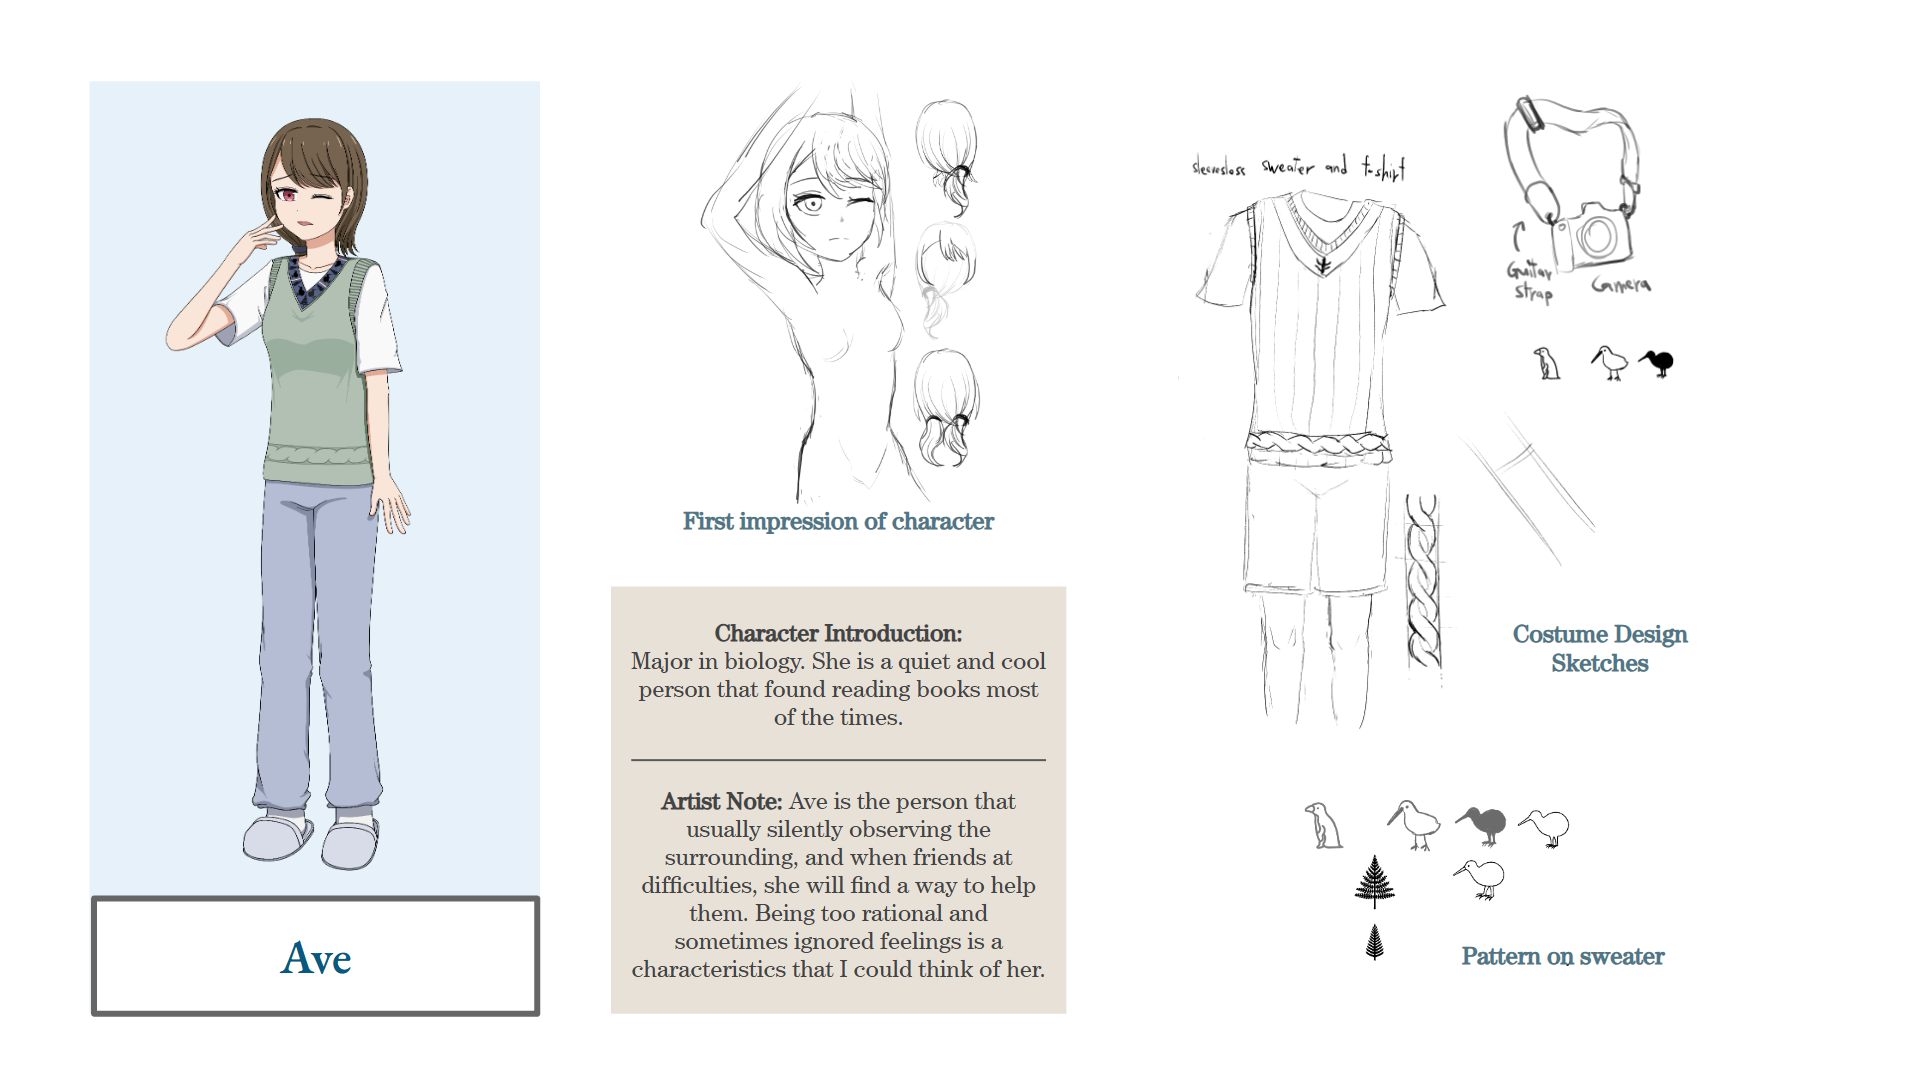 Ave
First impression of character
Character Introduction:
Major in biology. She is a quiet and cool
person that found reading books most
of the times.
Artist Note: Ave is the person that
usually silently observing the
surrounding, and when friends at
difficulties, she will find a way to help
them. Being too rational and
sometimes ignored feelings is a
characteristics that I could think of her.
sleevesless sweater and t-shirt
Guitar
strap
Camera
Costume Design
Sketches
Pattern on sweater